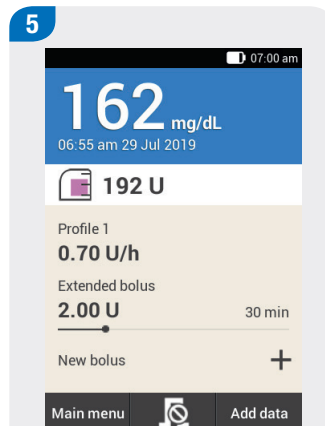 5
07:00 am
162 mg/dL
06:55 am 29 Jul 2019
192 U
Profile 1
0.70 U/h
Extended bolus
2.00 U 30 min
New bolus +
Main menu Add data